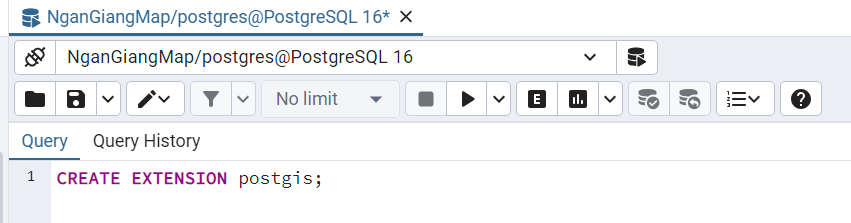 NganGiangMap/postgres@PostgreSQL 16*
NganGiangMap/postgres@PostgreSQL 16
No limit
E
Query Query History
1 CREATE EXTENSION postgis;